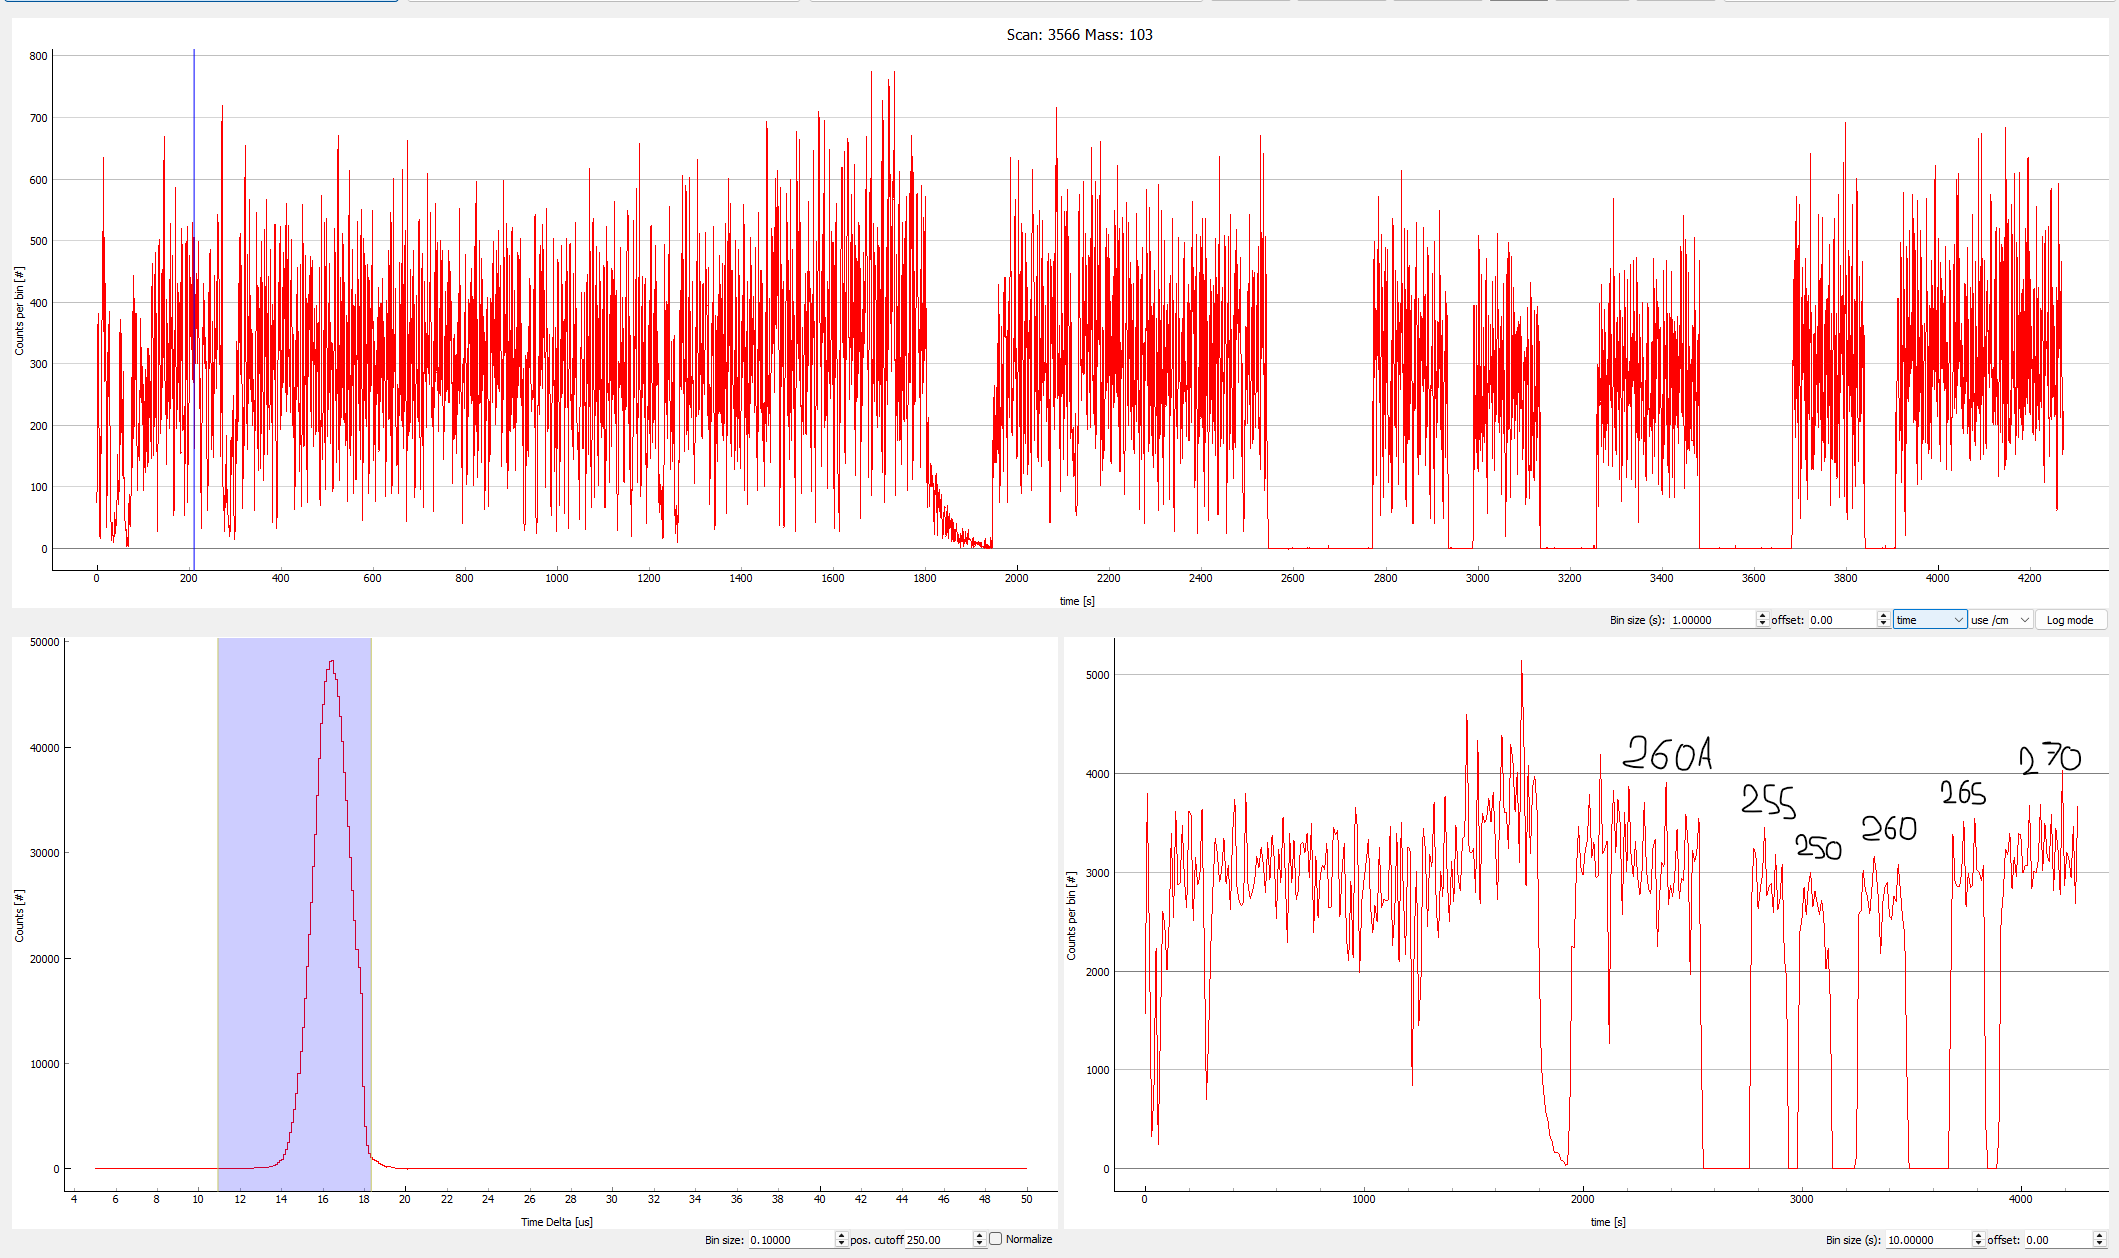 Scan: 3566 Mass: 103
800
700
600
500
400
300
200
100
0
Counts per bin [#]
0 200 400 600 800 1000 1200 1400 1600 1800 2000 2200 2400 2600 2800 3000 3200 3400 3600 3800 4000 4200
time [s]
Bin size (s): 1.00000 offset: 0.00 time use /cm Log mode
50000
40000
30000
20000
10000
0
Counts [#]
4 6 8 10 12 14 16 18 20 22 24 26 28 30 32 34 36 38 40 42 44 46 48 50
Time Delta [us]
Bin size: 0.10000 pos. cutoff 250.00 Normalize
5000
4000
3000
2000
1000
0
Counts per bin [#]
260A
255
250
260
265
270
0 1000 2000 3000 4000
time [s]
Bin size (s): 10.00000 offset: 0.00